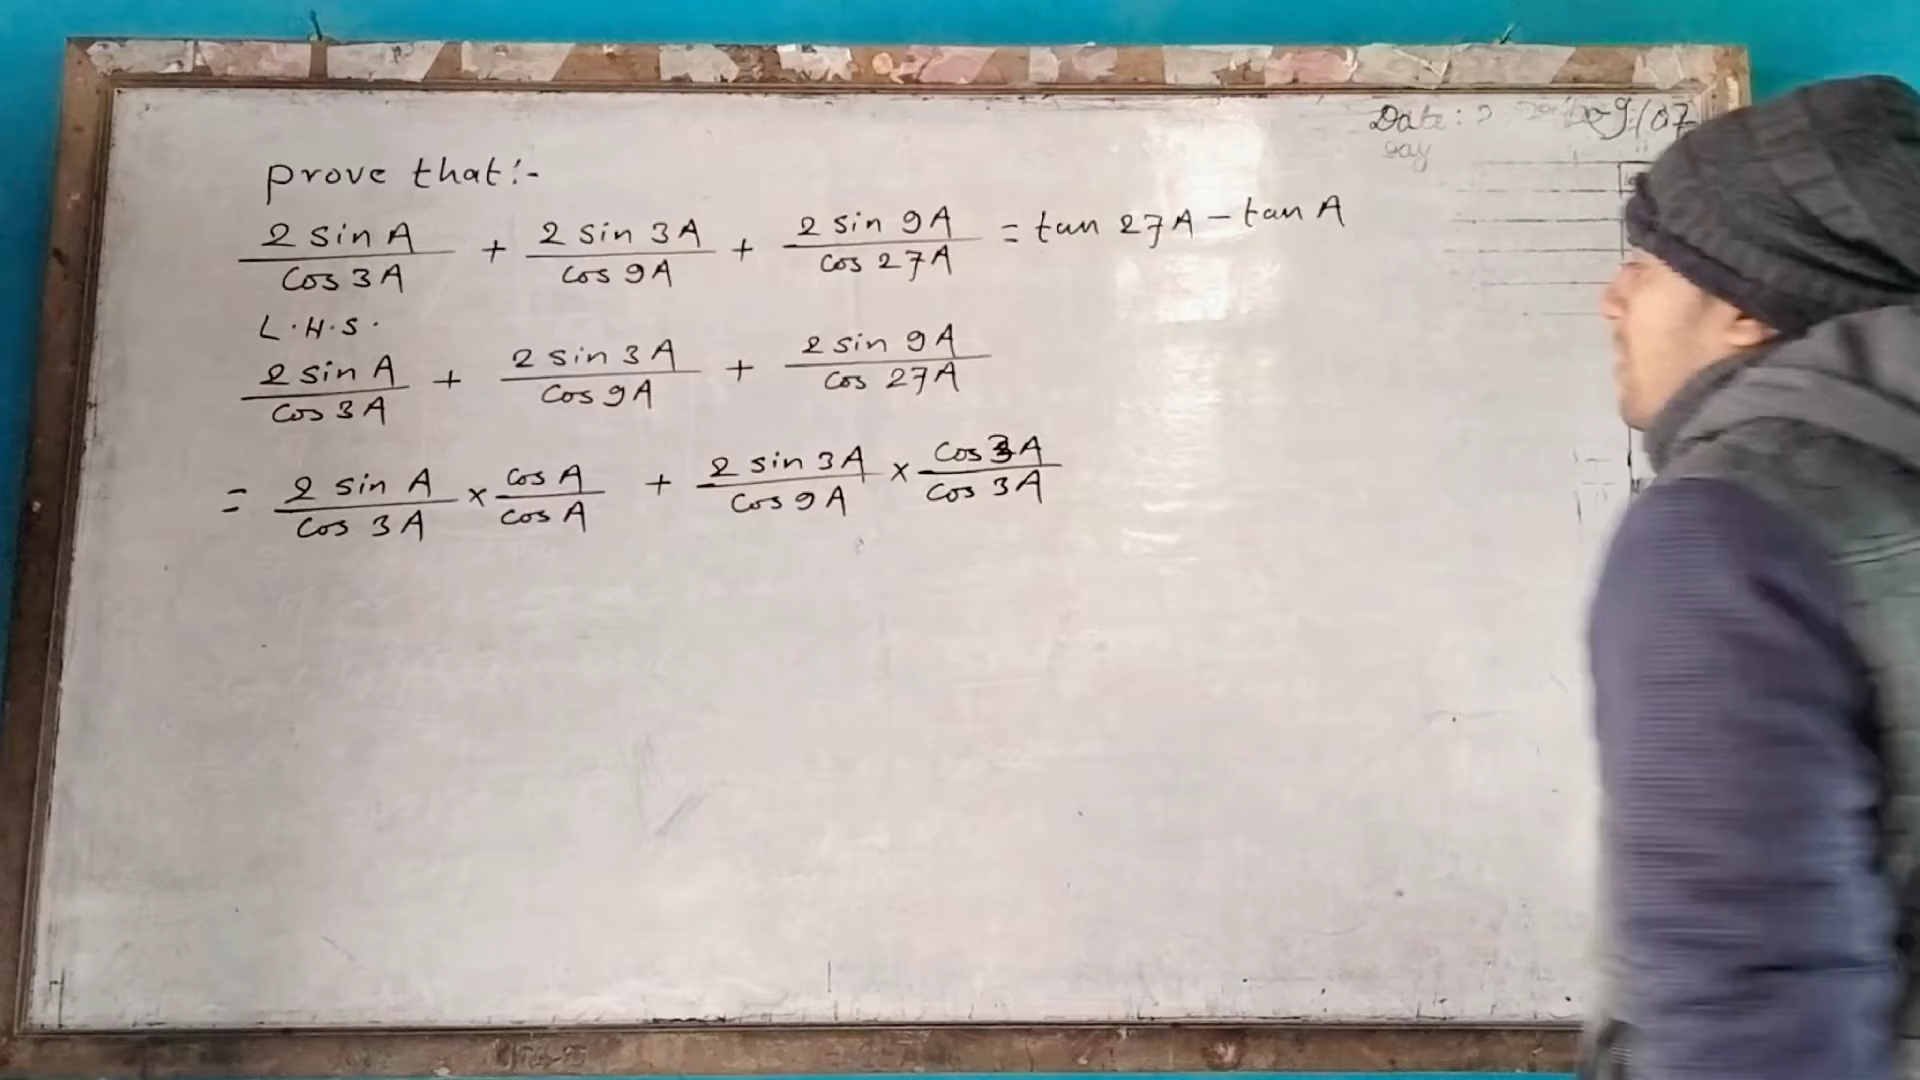 Date: 9/07
prove that:-
2 sin A / cos 3A + 2 sin 3A / cos 9A + 2 sin 9A / cos 27A = tan 27A - tan A
L.H.S.
2 sin A / cos 3A + 2 sin 3A / cos 9A + 2 sin 9A / cos 27A
= 2 sin A / cos 3A × cos A / cos A + 2 sin 3A / cos 9A × cos 3A / cos 3A